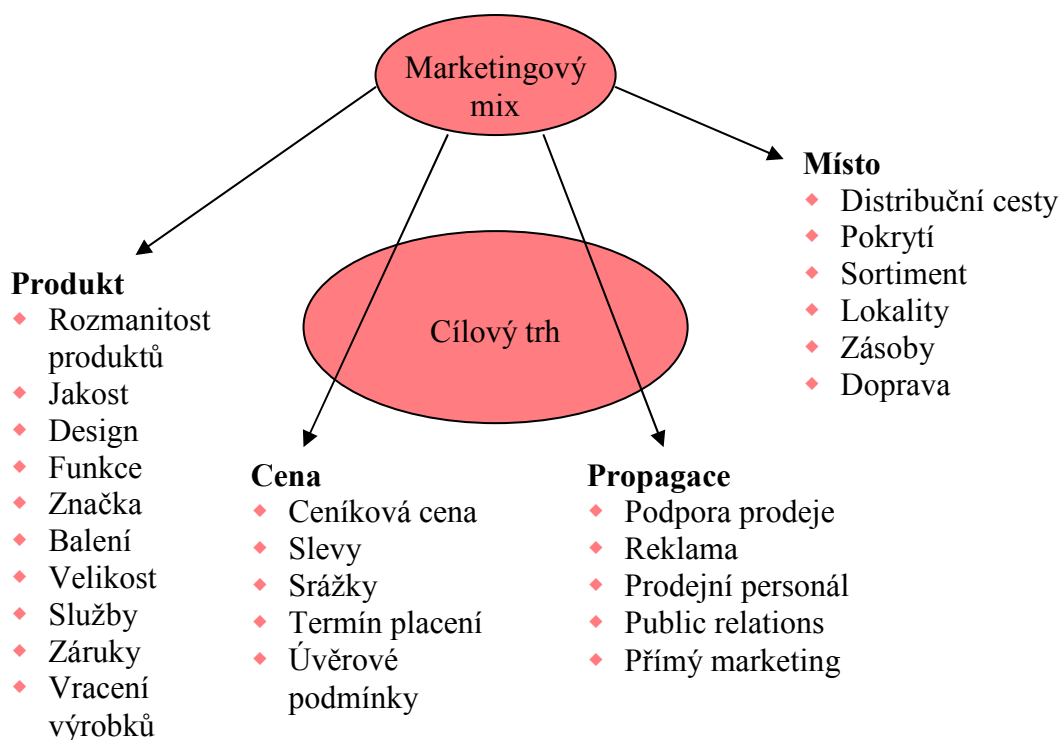 Marketingový
mix
Místo
Distribuční cesty
Pokrytí
Sortiment
Lokality
Zásoby
Doprava
Cílový trh
Produkt
Rozmanitost
produktů
Jakost
Design
Funkce
Značka
Balení
Velikost
Služby
Záruky
Vracení
výrobků
Cena
Ceníková cena
Slevy
Srážky
Termín placení
Úvěrové
podmínky
Propagace
Podpora prodeje
Reklama
Prodejní personál
Public relations
Přímý marketing